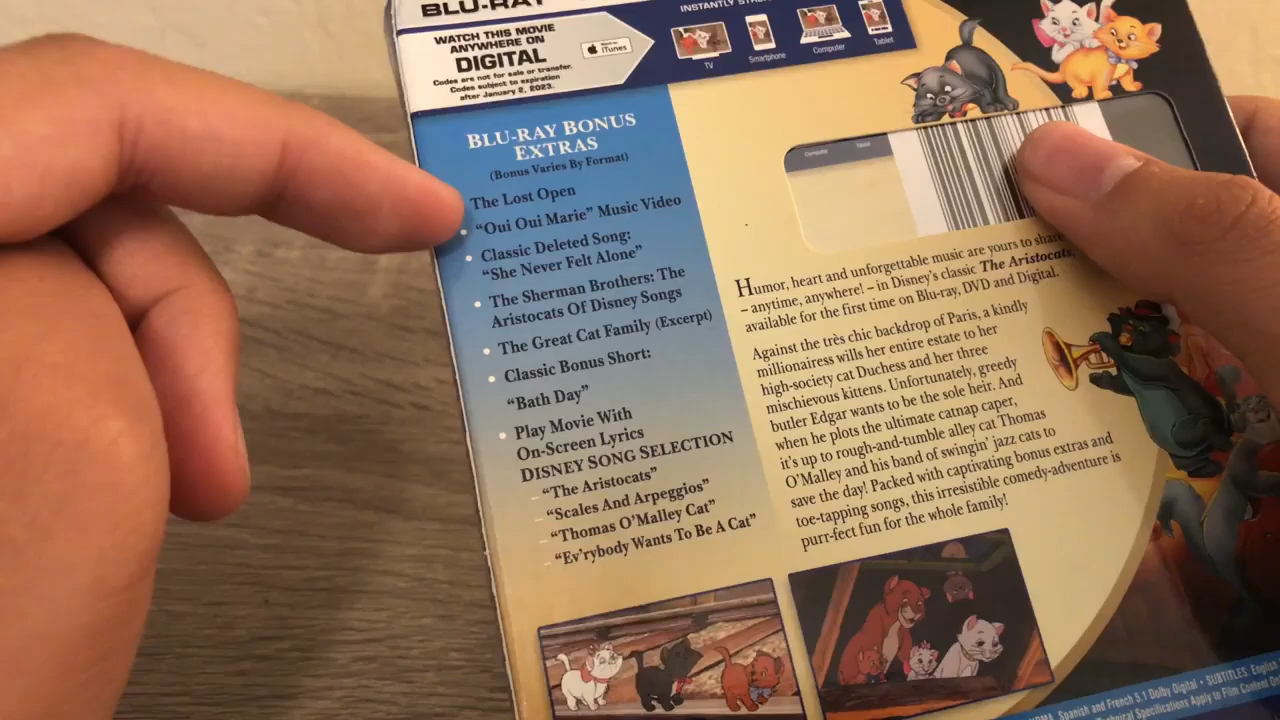 BLU-RAY
INSTANTLY
WATCH THIS MOVIE
ANYWHERE ON
DIGITAL
Codes are not for sale or transfer.
Codes subject to expiration
after January 2, 2023.
iTunes
TV
Smartphone
Computer
Tablet
BLU-RAY BONUS
EXTRAS
(Bonus Varies By Format)
The Lost Open
• “Oui Oui Marie” Music Video
• Classic Deleted Song:
“She Never Felt Alone”
• The Sherman Brothers: The
Aristocats Of Disney Songs
• The Great Cat Family (Excerpt)
• Classic Bonus Short:
“Bath Day”
• Play Movie With
On-Screen Lyrics
DISNEY SONG SELECTION
– “The Aristocats”
– “Scales And Arpeggios”
– “Thomas O’Malley Cat”
– “Ev’rybody Wants To Be A Cat”
Computer
Tablet
Humor, heart and unforgettable music are yours to share
– anytime, anywhere! – in Disney’s classic The Aristocats,
available for the first time on Blu-ray, DVD and Digital.
Against the très chic backdrop of Paris, a kindly
millionairess wills her entire estate to her
high-society cat Duchess and her three
mischievous kittens. Unfortunately, greedy
butler Edgar wants to be the sole heir. And
when he plots the ultimate catnap caper,
it’s up to rough-and-tumble alley cat Thomas
O’Malley and his band of swingin’ jazz cats to
save the day! Packed with captivating bonus extras and
toe-tapping songs, this irresistible comedy-adventure is
purr-fect fun for the whole family!
Spanish and French 5.1 Dolby Digital • SUBTITLES: English
Specifications Apply to Film Content